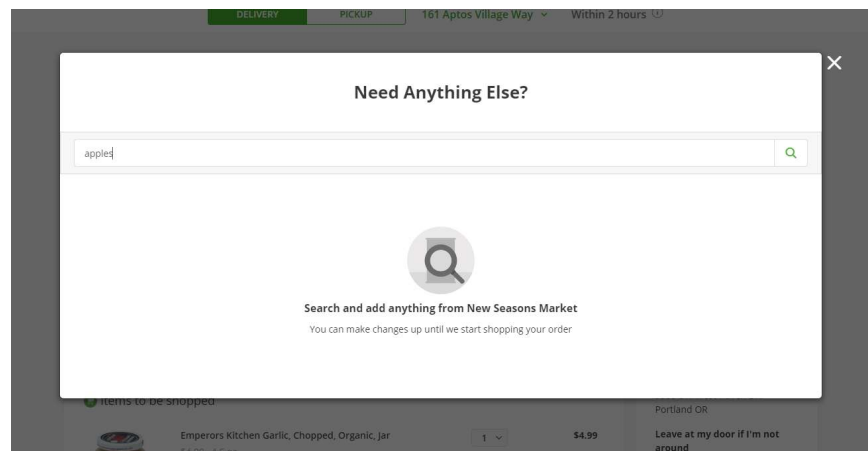 DELIVERY PICKUP 161 Aptos Village Way Within 2 hours
Need Anything Else?
apples
Search and add anything from New Seasons Market
You can make changes up until we start shopping your order
Items to be shopped
Portland OR
Emperors Kitchen Garlic, Chopped, Organic, Jar 1 $4.99 Leave at my door if I'm not
around